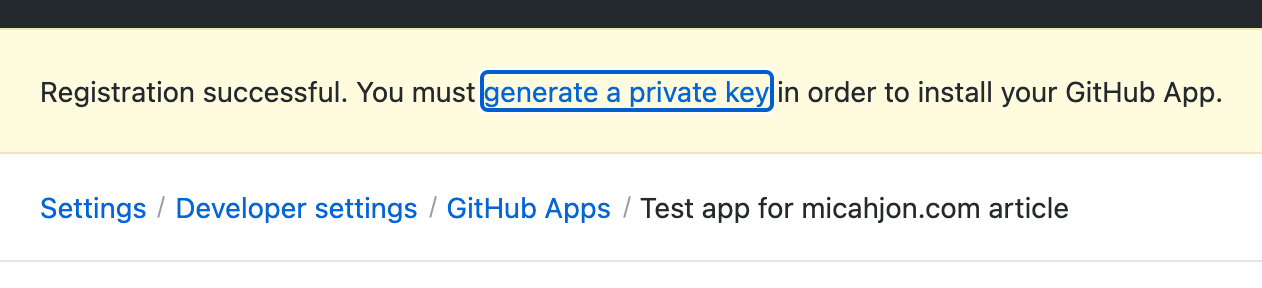 Registration successful. You must generate a private key in order to install your GitHub App.
Settings / Developer settings / GitHub Apps / Test app for micahjon.com article